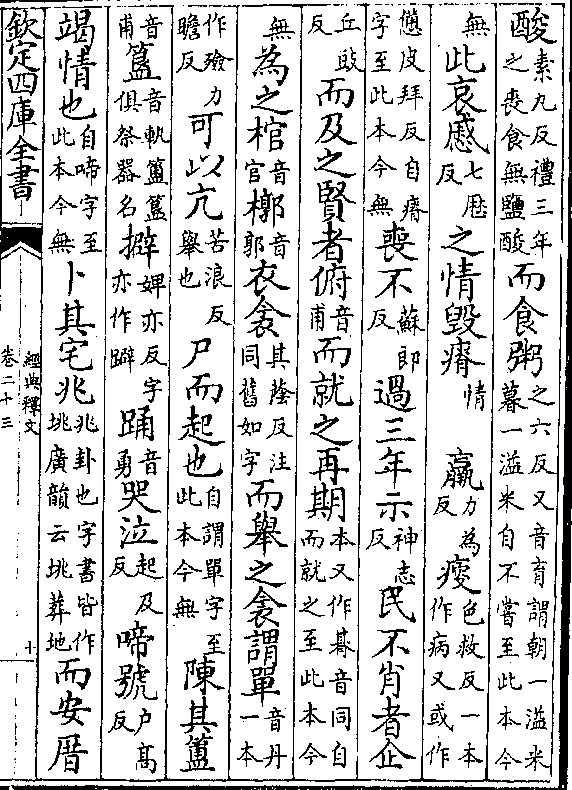 酸素九反禮三年之喪食無鹽酸而食粥之六反又音育謂朝一溢米暮一溢米自不嘗至此本今
無此哀慼七歷反之情毀瘠情羸力為反瘦色救反一本作病又或作
憊皮拜反自瘠字至此本今無喪不蘇郎反過三年示神志反民不肖者企
丘跂反而及之賢者俯音甫而就之再期本又作朞音同自而就之至此本今
無為之棺音官槨音郭衣衾其蔭反注同舊如字而舉之衾謂單音丹一本
作殮力贍反可以亢苦浪反舉也尸而起也自謂單字至此本今無陳其簠
音甫簋音軌簠簋俱祭器名擗婢亦反字亦作躃踊音勇哭泣起及反啼號户髙反
竭情也自啼字至此本今無卜其宅兆兆卦也字書皆作垗廣韻云垗葬地而安厝
欽定四庫全書
經典釋文
卷二十三
十